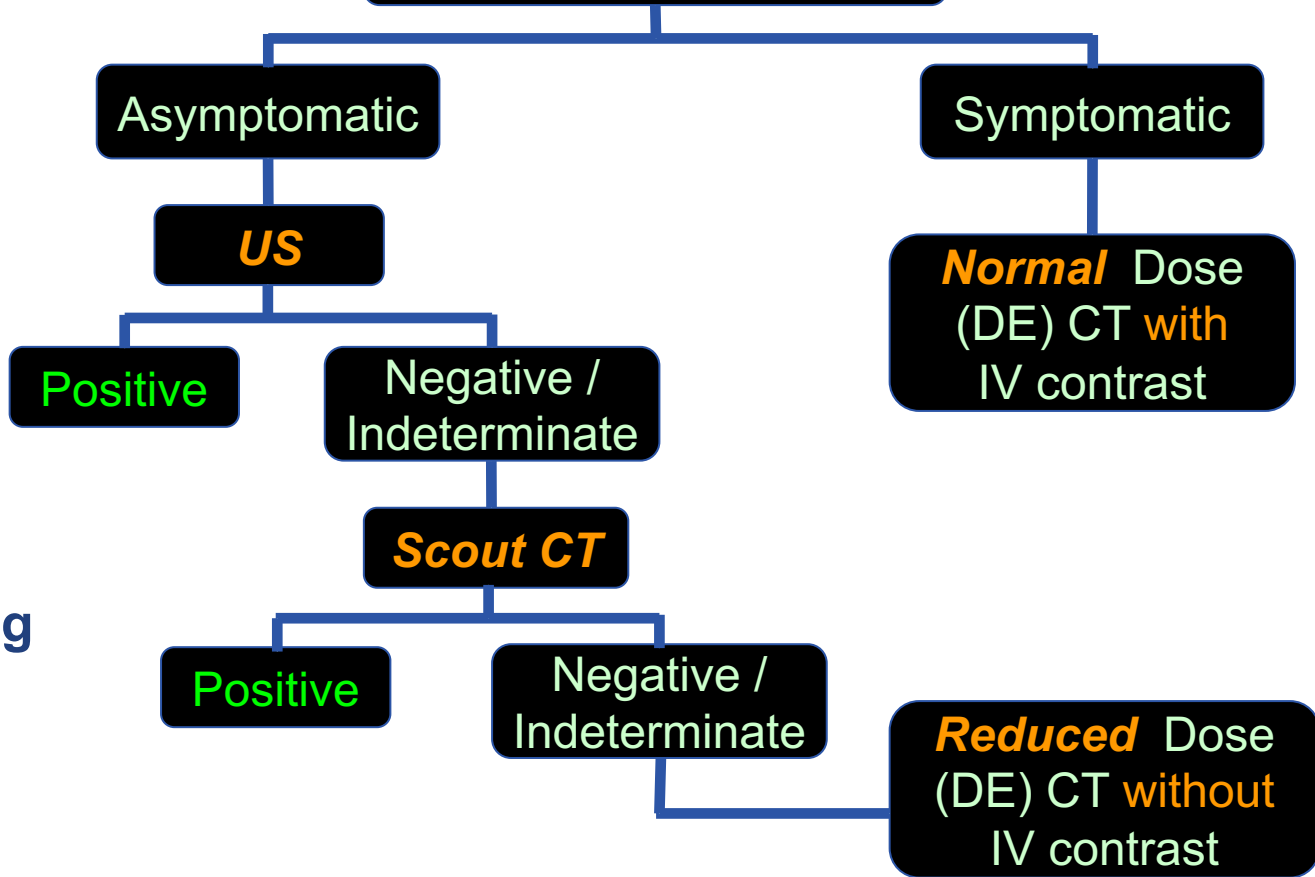 Asymptomatic
Symptomatic
US
Normal Dose
(DE) CT with
IV contrast
Positive
Negative /
Indeterminate
Scout CT
g
Positive
Negative /
Indeterminate
Reduced Dose
(DE) CT without
IV contrast